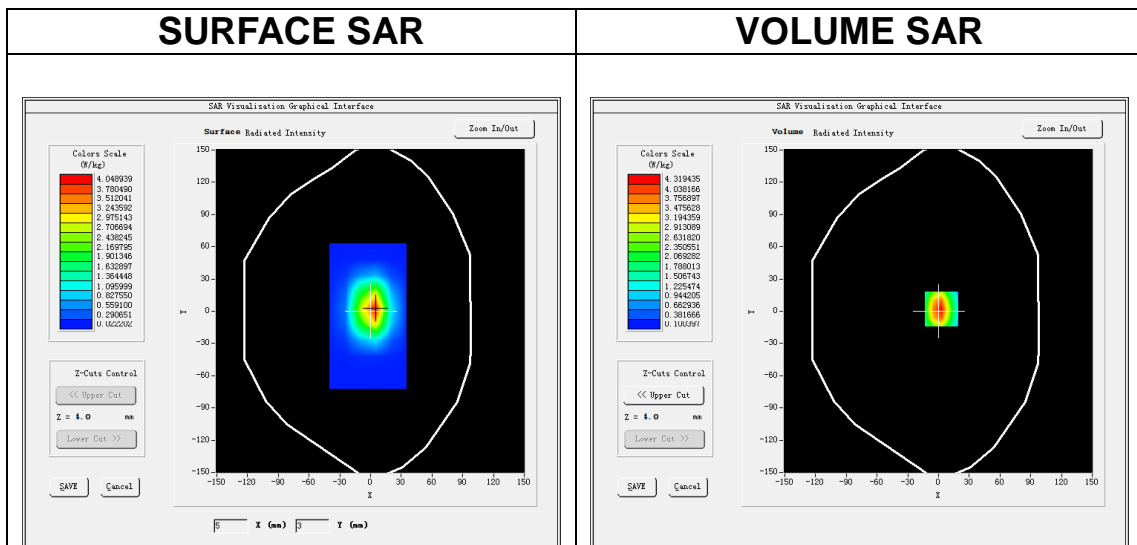 SURFACE SAR
VOLUME SAR
SAR Visualisation Graphical Interface
Surface Radiated Intensity
Zoom In/Out
Colors Scale
(W/kg)
4.048939
3.780490
3.512041
3.243592
2.975143
2.706694
2.438245
2.169795
1.901346
1.632897
1.364448
1.095999
0.827550
0.559100
0.290651
0.022202
150
120
90
60
30
0
-30
-60
-90
-120
-150
Y
-150 -120 -90 -60 -30 0 30 60 90 120 150
X
Z-Cuts Control
<< Upper Cut
Z = 4.0 mm
Lower Cut >>
SAVE Cancel
5 X (mm) 3 Y (mm)
SAR Visualisation Graphical Interface
Volume Radiated Intensity
Zoom In/Out
Colors Scale
(W/kg)
4.319435
4.038166
3.756897
3.475628
3.194359
2.913089
2.631820
2.350551
2.069282
1.788013
1.506743
1.225474
0.944205
0.662936
0.381666
0.100397
150
120
90
60
30
0
-30
-60
-90
-120
-150
Y
-150 -120 -90 -60 -30 0 30 60 90 120 150
X
Z-Cuts Control
<< Upper Cut
Z = 4.0 mm
Lower Cut >>
SAVE Cancel